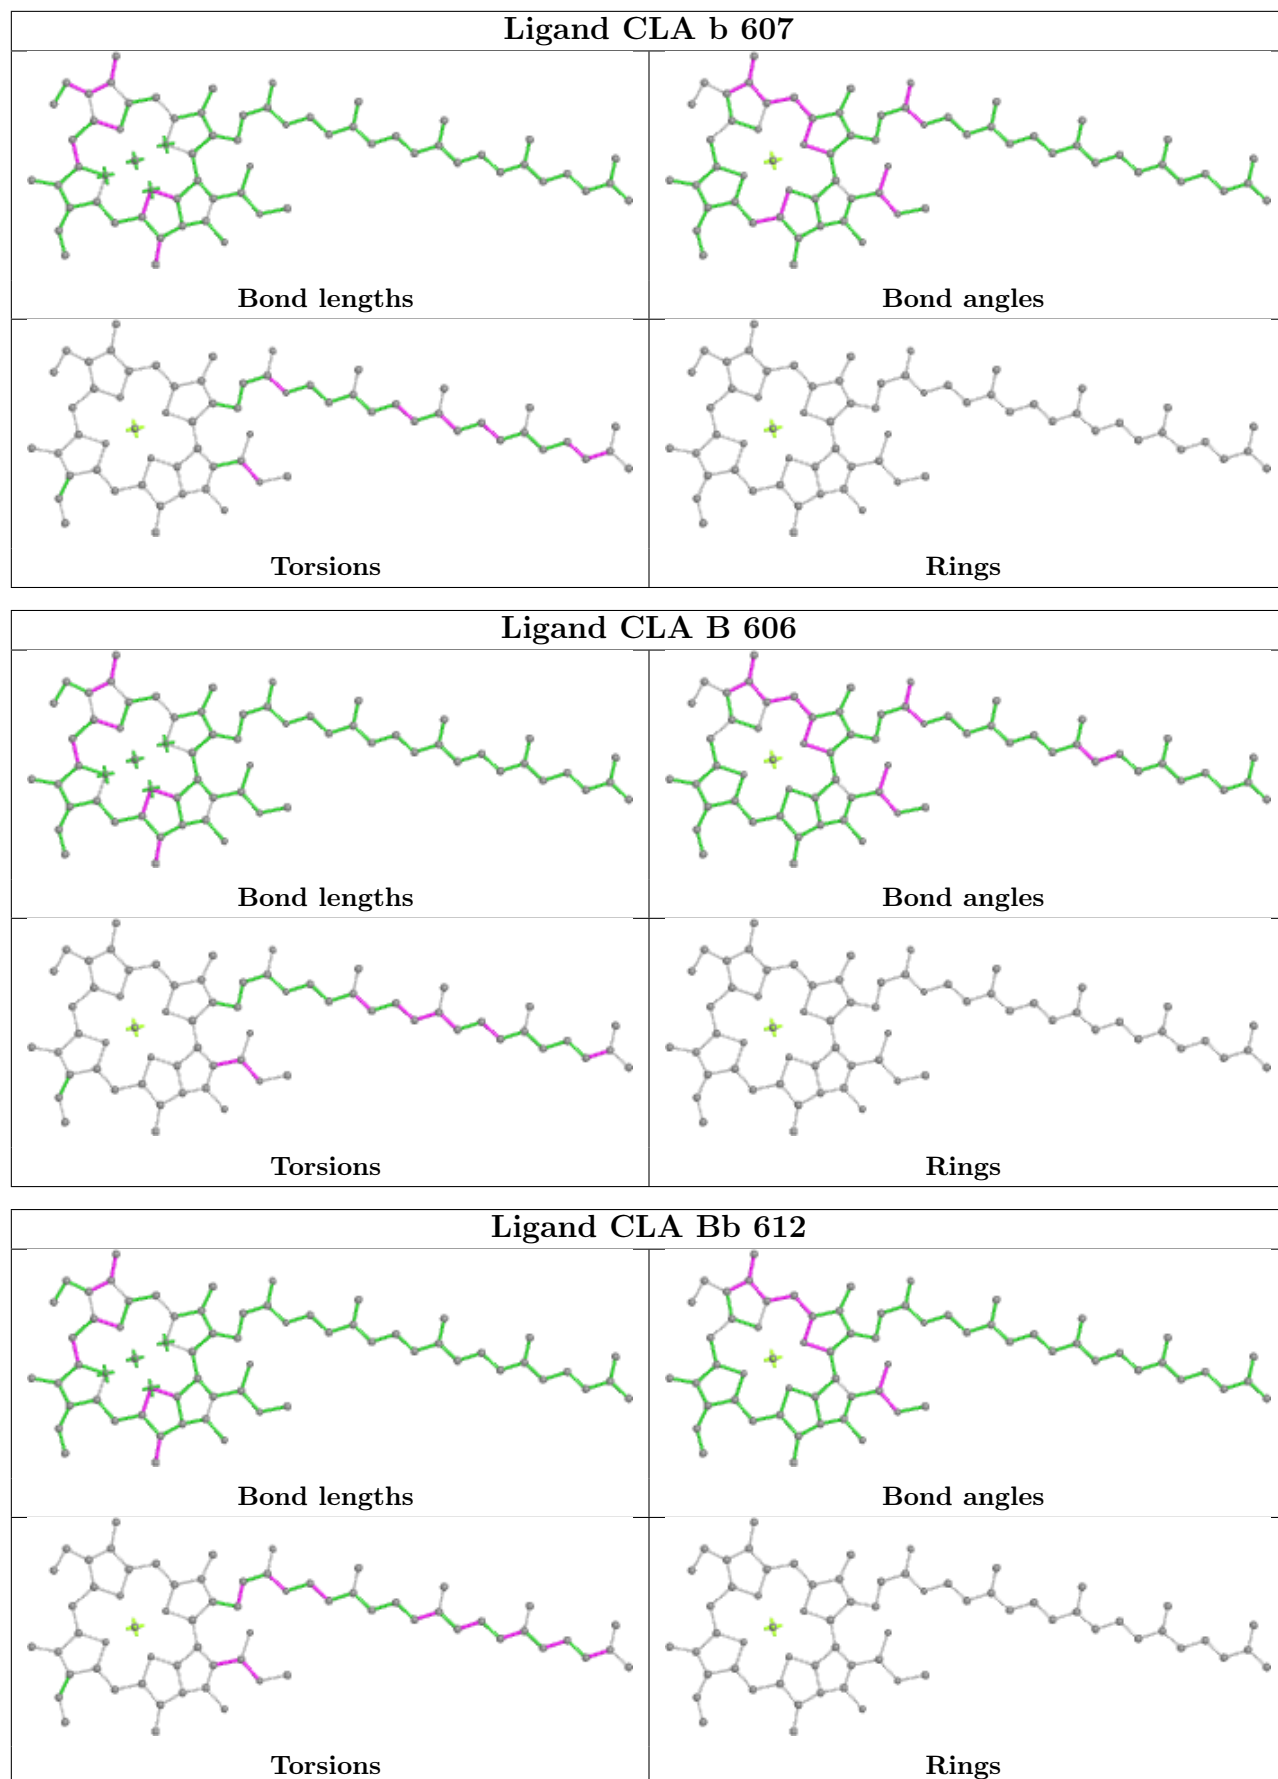 Ligand CLA b 607
Bond lengths
Bond angles
Torsions
Rings
Ligand CLA B 606
Bond lengths
Bond angles
Torsions
Rings
Ligand CLA Bb 612
Bond lengths
Bond angles
Torsions
Rings